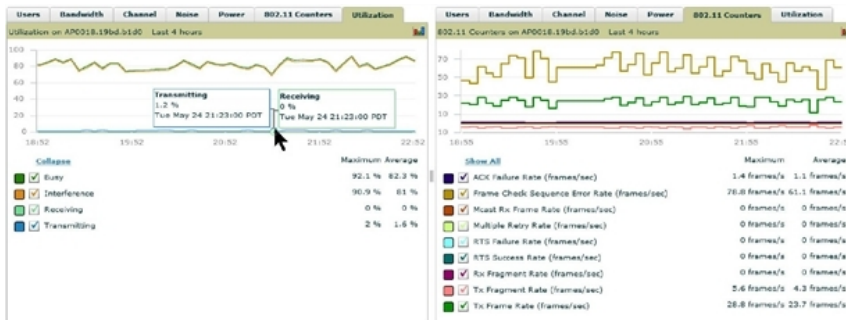 Users Bandwidth Channel Noise Power 802.11 Counters Utilization
Utilization on AP0018.19bd.b1d0 Last 4 hours
100
80
60
40
20
0
Transmitting
1.2 %
Tue May 24 21:23:00 PDT
Receiving
0 %
Tue May 24 21:23:00 PDT
18:52 19:52 20:52 21:52 22:52
Collapse Maximum Average
Busy 92.1 % 82.3 %
Interference 90.9 % 81 %
Receiving 0 % 0 %
Transmitting 2 % 1.6 %
Users Bandwidth Channel Noise Power 802.11 Counters Utilization
802.11 Counters on AP0018.19bd.b1d0 Last 4 hours
70
50
30
10
18:55 19:55 20:55 21:55 22:5
Show All Maximum Average
ACK Failure Rate (frames/sec) 1.4 frames/s 1.1 frames/s
Frame Check Sequence Error Rate (frames/sec) 78.8 frames/s 61.1 frames/s
Mcast Rx Frame Rate (frames/sec) 0 frames/s 0 frames/s
Multiple Retry Rate (frames/sec) 0 frames/s 0 frames/s
RTS Failure Rate (frames/sec) 0 frames/s 0 frames/s
RTS Success Rate (frames/sec) 0 frames/s 0 frames/s
Rx Fragment Rate (frames/sec) 0 frames/s 0 frames/s
Tx Fragment Rate (frames/sec) 5.6 frames/s 4.3 frames/s
Tx Frame Rate (frames/sec) 28.8 frames/s 23.7 frames/s